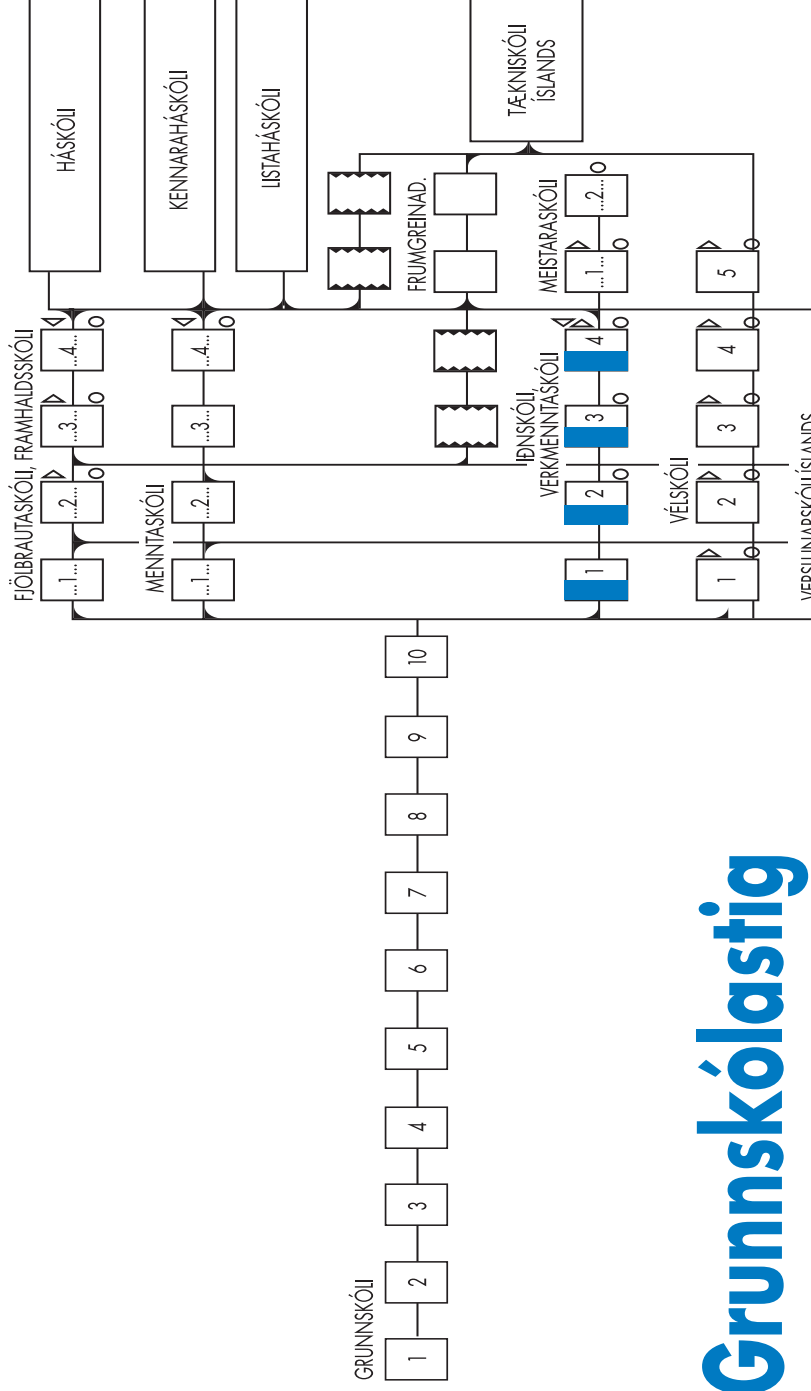 FJÖLBRAUTASKÓLI, FRAMHALDSSKÓLI
...1...
...2...
...3...
...4...
HÁSKÓLI
MENNTASKÓLI
...1...
...2...
...3...
...4...
KENNARAHÁSKÓLI
LISTAHÁSKÓLI
GRUNNSKÓLI
1
2
3
4
5
6
7
8
9
10
FRUMGREINAD.
TÆKNISKÓLI
ÍSLANDS
IÐNSKÓLI,
VERKMENNTASKÓLI
1
2
3
4
MEISTARASKÓLI
...1...
...2...
VÉLSKÓLI
1
2
3
4
5
Grunnskólastig
VERSLUNARSKÓLI ÍSLANDS